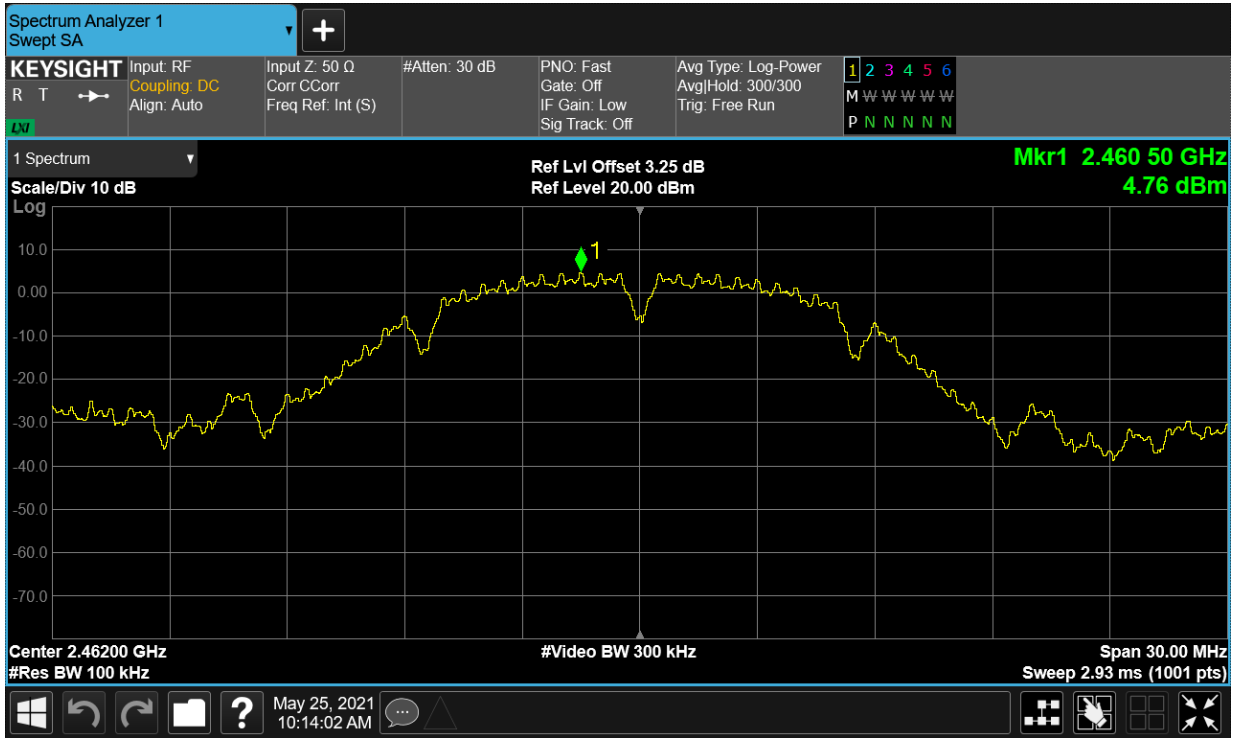 Spectrum Analyzer 1
Swept SA
+
KEYSIGHT
R T
LXI
Input: RF
Coupling: DC
Align: Auto
Input Z: 50 Ω
Corr CCorr
Freq Ref: Int (S)
#Atten: 30 dB
PNO: Fast
Gate: Off
IF Gain: Low
Sig Track: Off
Avg Type: Log-Power
Avg|Hold: 300/300
Trig: Free Run
1 2 3 4 5 6
M W W W W W
P N N N N N
1 Spectrum
Scale/Div 10 dB
Log
Ref Lvl Offset 3.25 dB
Ref Level 20.00 dBm
Mkr1 2.460 50 GHz
4.76 dBm
1
10.0
0.00
-10.0
-20.0
-30.0
-40.0
-50.0
-60.0
-70.0
Center 2.46200 GHz
#Res BW 100 kHz
#Video BW 300 kHz
Span 30.00 MHz
Sweep 2.93 ms (1001 pts)
?
May 25, 2021
10:14:02 AM